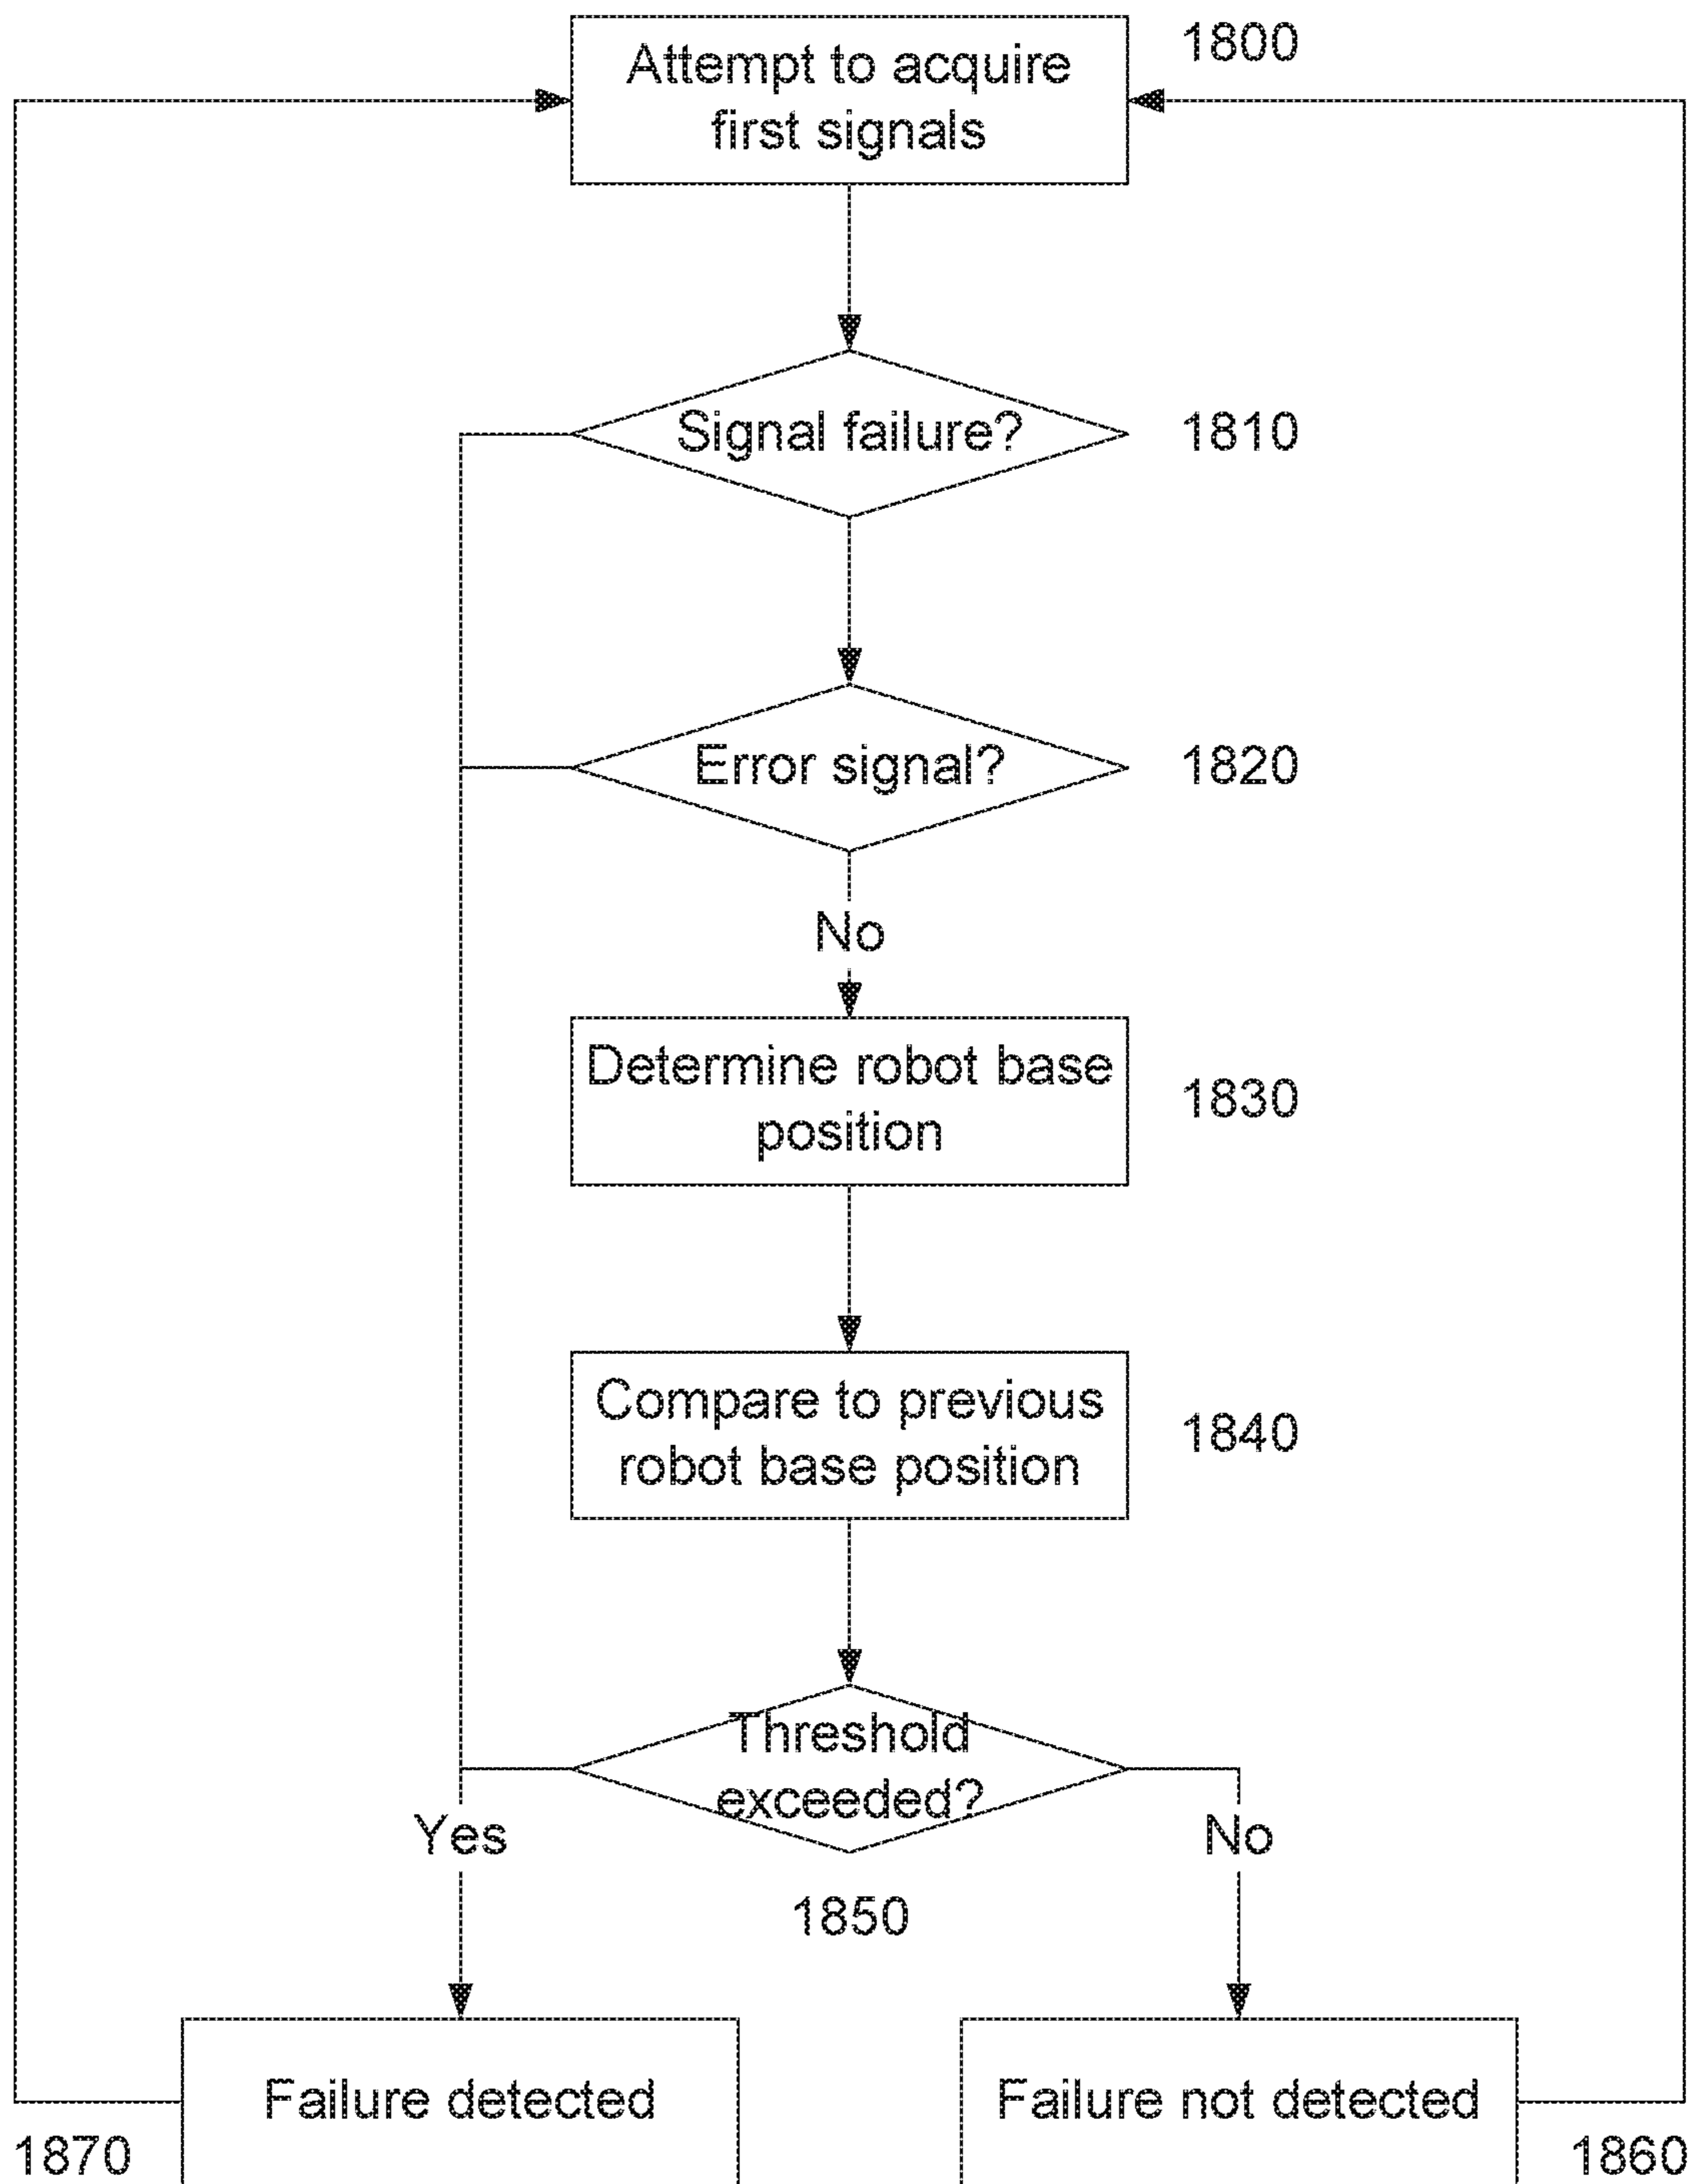 Attempt to acquire
first signals
1800
Signal failure?
1810
Error signal?
1820
No
Determine robot base
position
1830
Compare to previous
robot base position
1840
Threshold
exceeded?
Yes
No
1850
Failure detected
Failure not detected
1870
1860